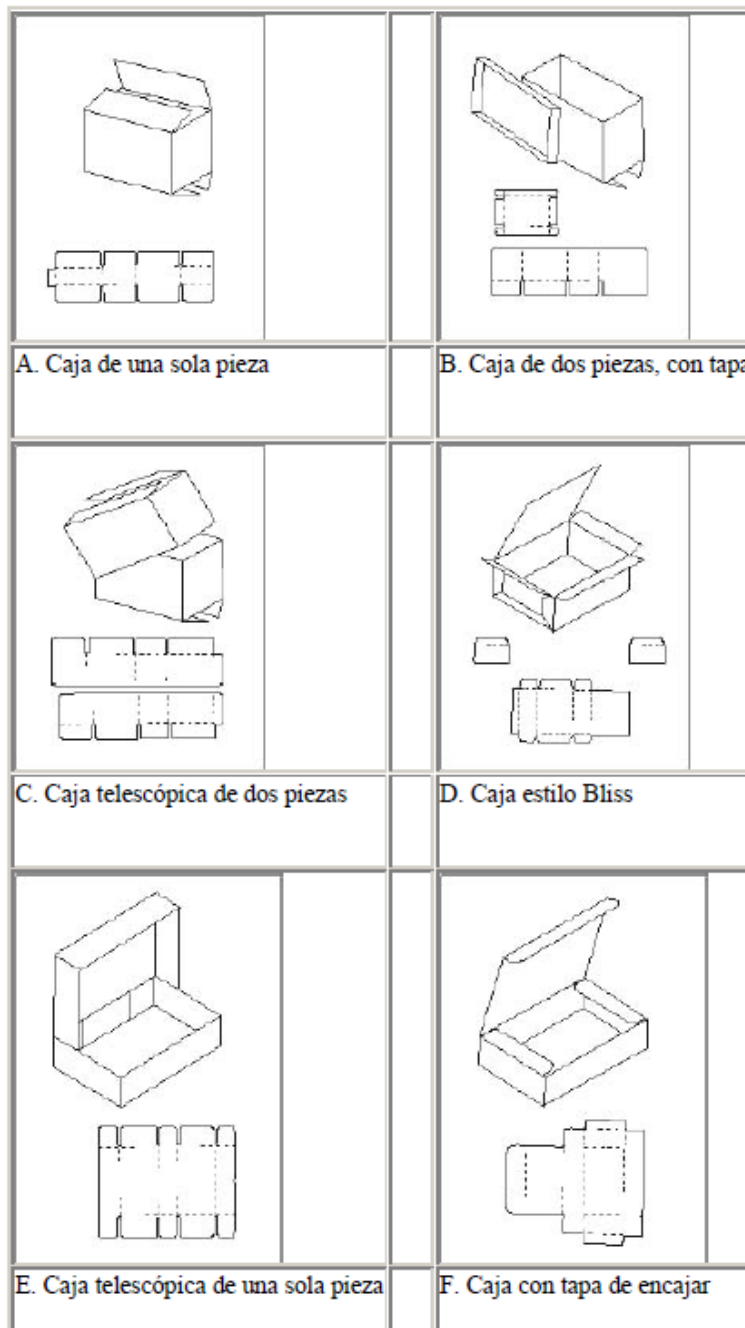 A. Caja de una sola pieza
B. Caja de dos piezas, con tapa
C. Caja telescópica de dos piezas
D. Caja estilo Bliss
E. Caja telescópica de una sola pieza
F. Caja con tapa de encajar